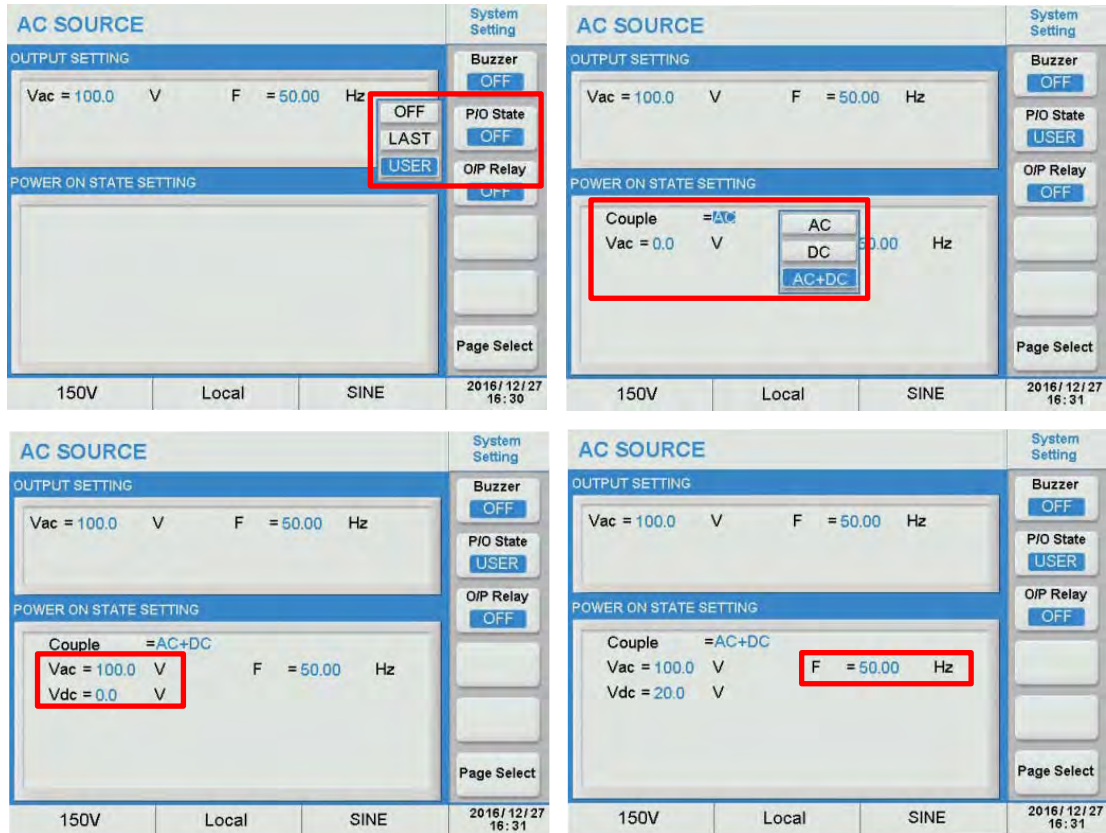 AC SOURCE
System
Setting
OUTPUT SETTING
Buzzer
OFF
Vac = 100.0 V F = 50.00 Hz
OFF
LAST
USER
P/O State
OFF
O/P Relay
OFF
POWER ON STATE SETTING
Page Select
150V Local SINE
2016/12/27
16:30
AC SOURCE
System
Setting
OUTPUT SETTING
Buzzer
OFF
Vac = 100.0 V F = 50.00 Hz
P/O State
USER
O/P Relay
OFF
POWER ON STATE SETTING
Couple =AC
Vac = 0.0 V 50.00 Hz
AC
DC
AC+DC
Page Select
150V Local SINE
2016/12/27
16:31
AC SOURCE
System
Setting
OUTPUT SETTING
Buzzer
OFF
Vac = 100.0 V F = 50.00 Hz
P/O State
USER
O/P Relay
OFF
POWER ON STATE SETTING
Couple =AC+DC
Vac = 100.0 V F = 50.00 Hz
Vdc = 0.0 V
Page Select
150V Local SINE
2016/12/27
16:31
AC SOURCE
System
Setting
OUTPUT SETTING
Buzzer
OFF
Vac = 100.0 V F = 50.00 Hz
P/O State
USER
O/P Relay
OFF
POWER ON STATE SETTING
Couple =AC+DC
Vac = 100.0 V F = 50.00 Hz
Vdc = 20.0 V
Page Select
150V Local SINE
2016/12/27
16:31